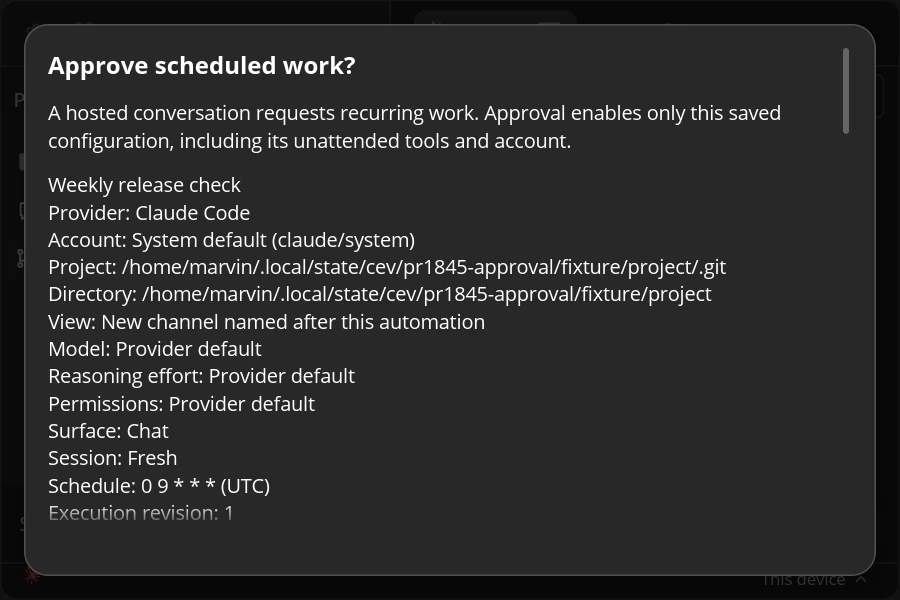 Approve scheduled work?
A hosted conversation requests recurring work. Approval enables only this saved
configuration, including its unattended tools and account.
Weekly release check
Provider: Claude Code
Account: System default (claude/system)
Project: /home/marvin/.local/state/cev/pr1845-approval/fixture/project/.git
Directory: /home/marvin/.local/state/cev/pr1845-approval/fixture/project
View: New channel named after this automation
Model: Provider default
Reasoning effort: Provider default
Permissions: Provider default
Surface: Chat
Session: Fresh
Schedule: 0 9 * * * (UTC)
Execution revision: 1
This device